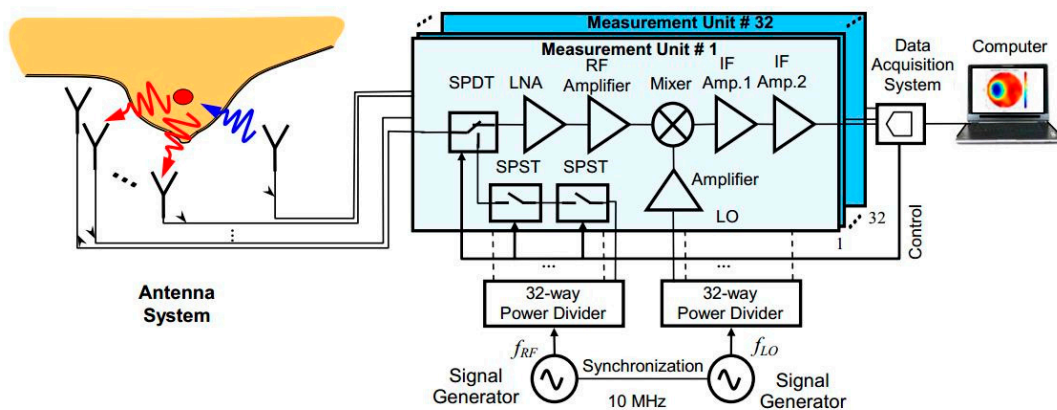 Measurement Unit # 32
Measurement Unit # 1
SPDT
LNA
RF
Amplifier
Mixer
IF
Amp.1
IF
Amp.2
Data
Acquisition
System
Computer
SPST
SPST
Amplifier
LO
32
1
Control
...
...
...
...
Antenna
System
32-way
Power Divider
32-way
Power Divider
fRF
fLO
Synchronization
10 MHz
Signal
Generator
Signal
Generator